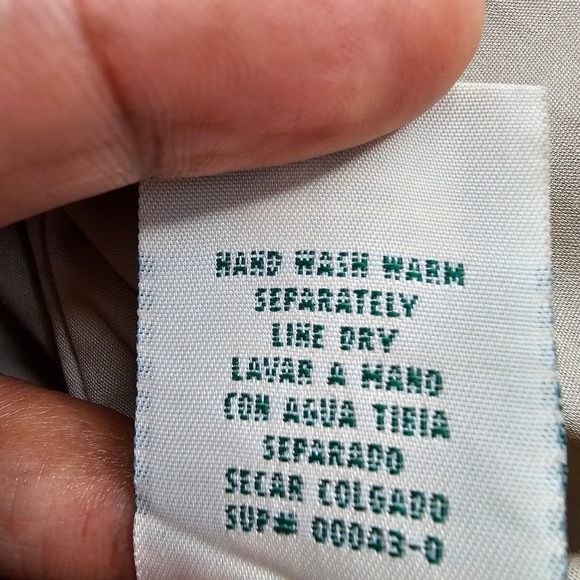 HAND WASH WARM
SEPARATELY
LINE DRY
LAVAR A MANO
CON AGUA TIBIA
SEPARADO
SECAR COLGADO
SUP# 00043-0